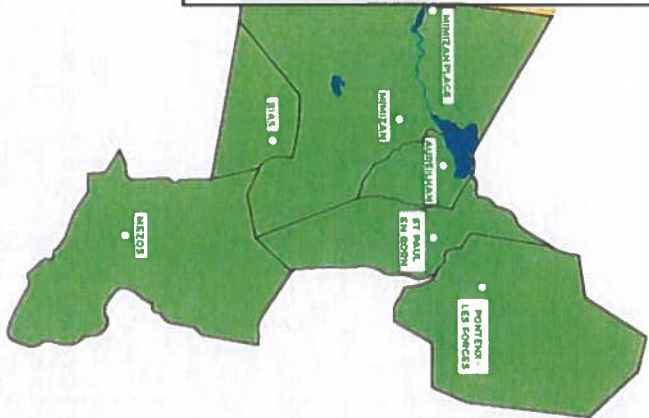 MIMIZAN PLAGE
MIMIZAN
AUREILHAN
BIAS
ST PAUL
EN BORN
MEZOS
PONTENX -
LES FORGES